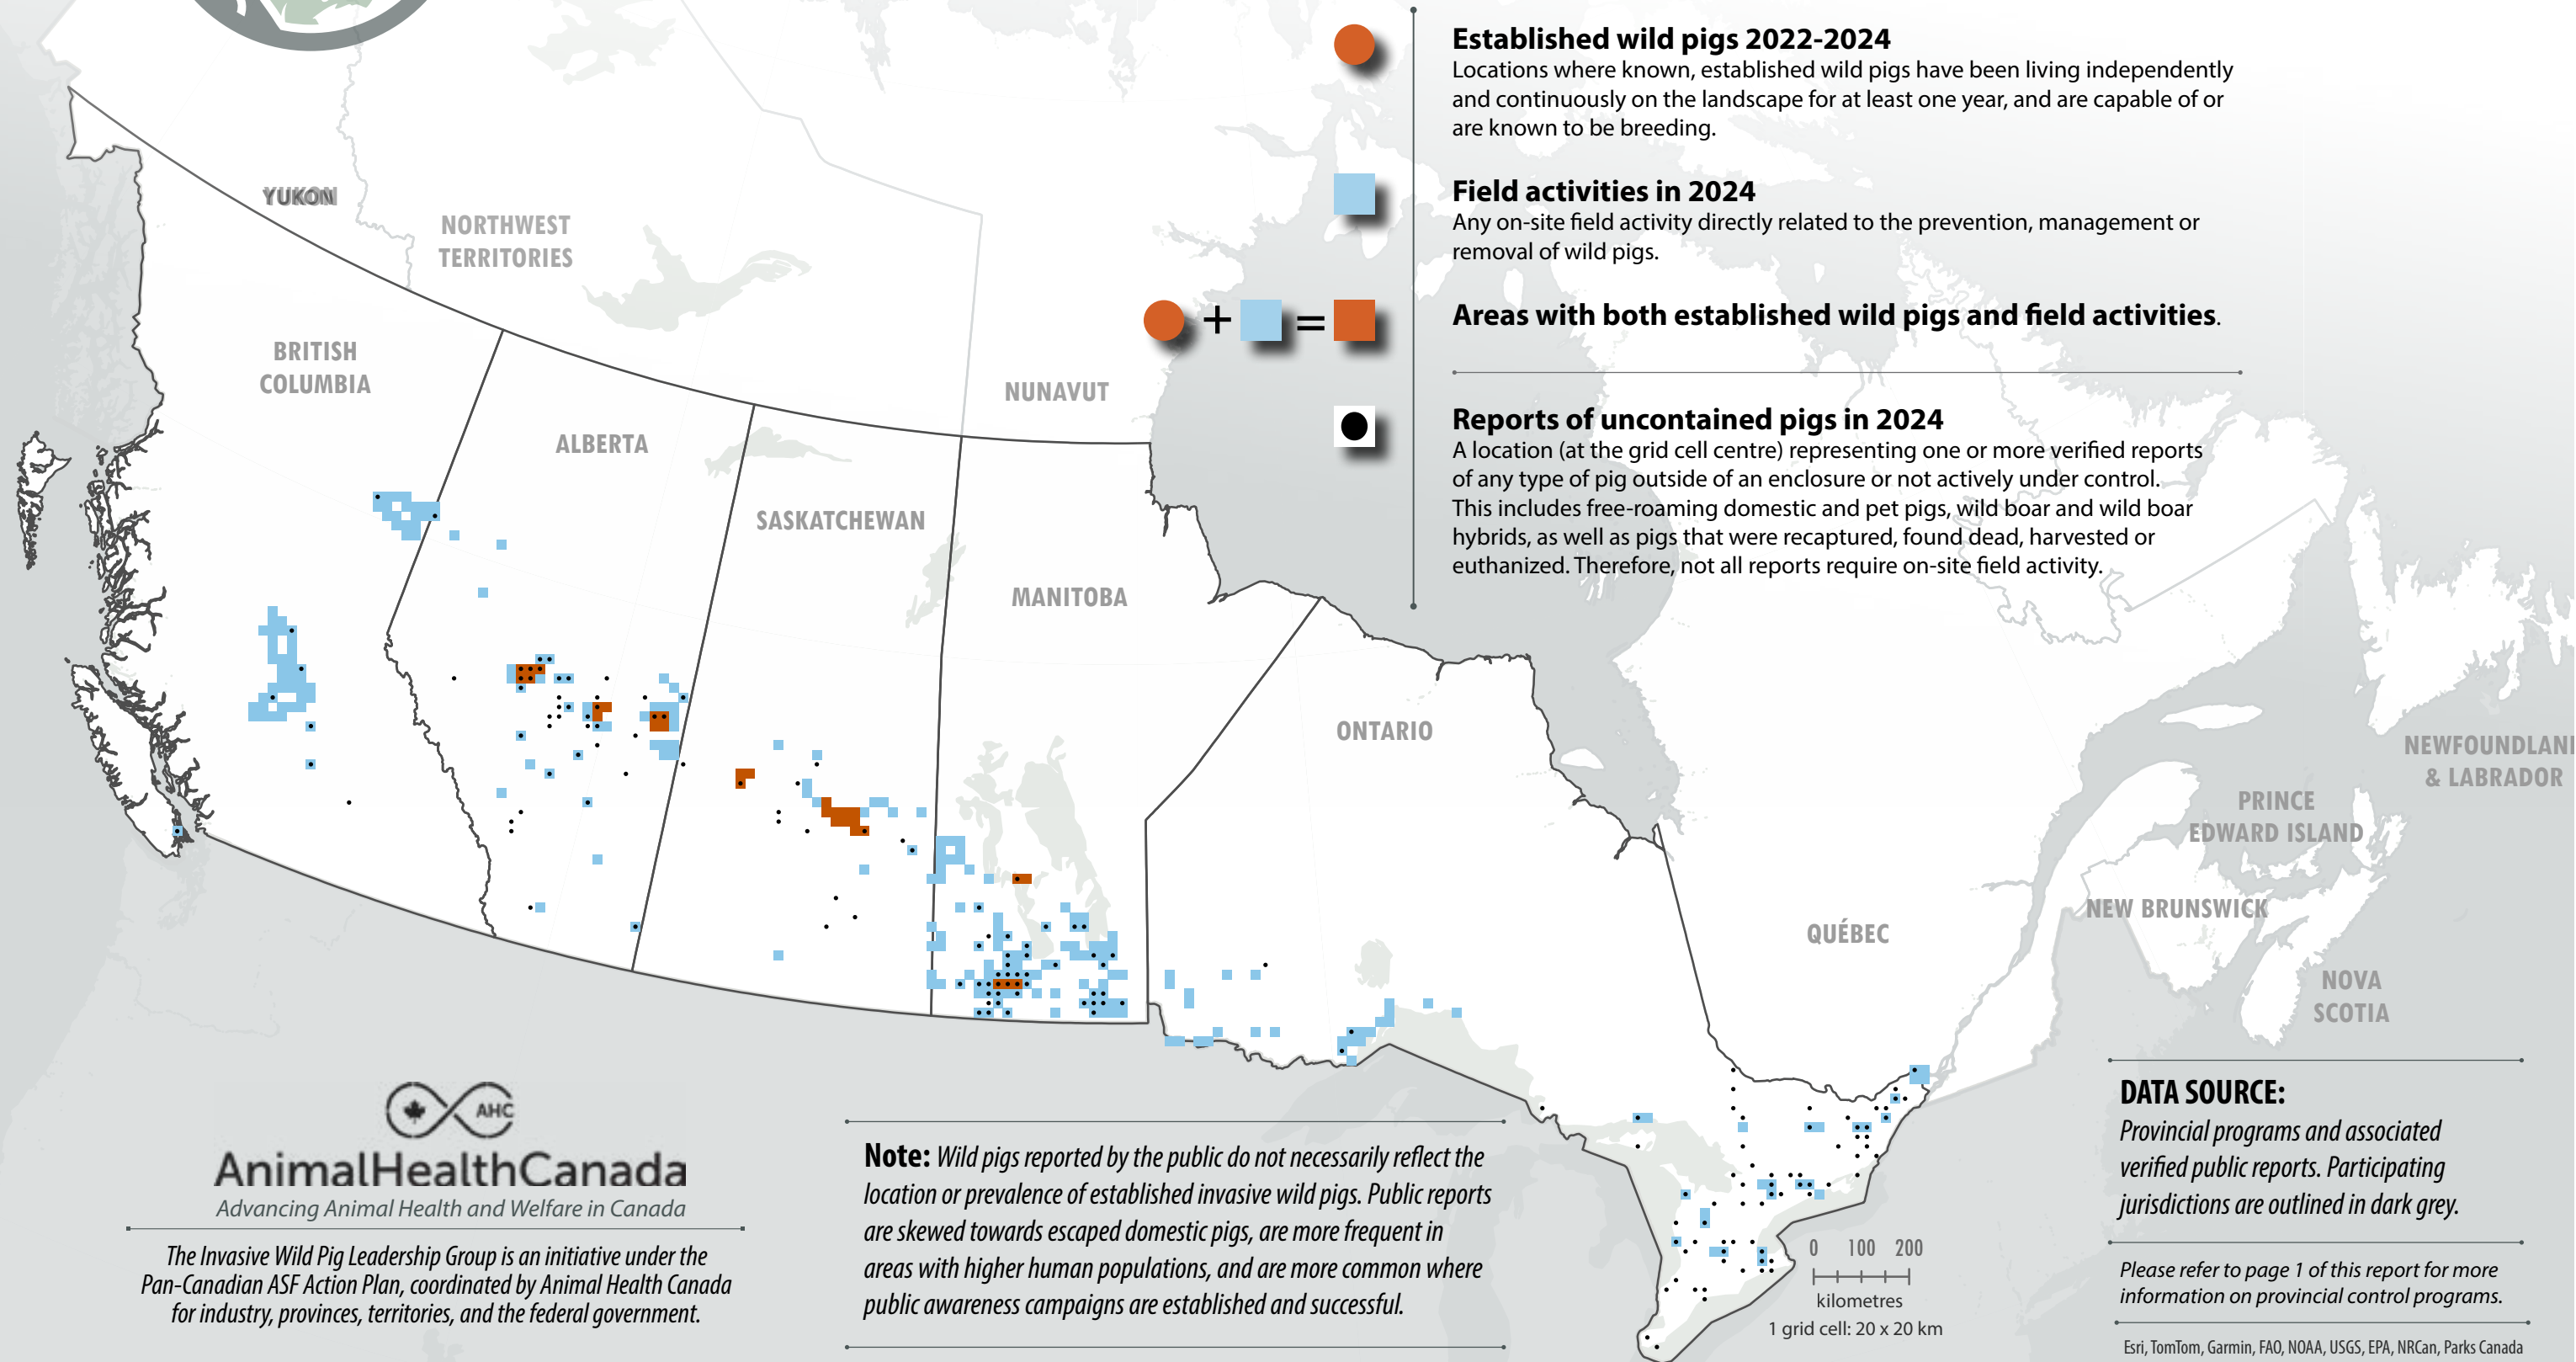 Established wild pigs 2022-2024
Locations where known, established wild pigs have been living independently
and continuously on the landscape for at least one year, and are capable of or
are known to be breeding.
Field activities in 2024
Any on-site field activity directly related to the prevention, management or
removal of wild pigs.
+ =
Areas with both established wild pigs and field activities.
Reports of uncontained pigs in 2024
A location (at the grid cell centre) representing one or more verified reports
of any type of pig outside of an enclosure or not actively under control.
This includes free-roaming domestic and pet pigs, wild boar and wild boar
hybrids, as well as pigs that were recaptured, found dead, harvested or
euthanized. Therefore, not all reports require on-site field activity.
YUKON
NORTHWEST
TERRITORIES
NUNAVUT
BRITISH
COLUMBIA
ALBERTA
SASKATCHEWAN
MANITOBA
ONTARIO
QUÉBEC
NEWFOUNDLAN
& LABRADOR
PRINCE
EDWARD ISLAND
NEW BRUNSWICK
NOVA
SCOTIA
AHC
AnimalHealthCanada
Advancing Animal Health and Welfare in Canada
The Invasive Wild Pig Leadership Group is an initiative under the
Pan-Canadian ASF Action Plan, coordinated by Animal Health Canada
for industry, provinces, territories, and the federal government.
Note: Wild pigs reported by the public do not necessarily reflect the
location or prevalence of established invasive wild pigs. Public reports
are skewed towards escaped domestic pigs, are more frequent in
areas with higher human populations, and are more common where
public awareness campaigns are established and successful.
0 100 200
kilometres
1 grid cell: 20 x 20 km
DATA SOURCE:
Provincial programs and associated
verified public reports. Participating
jurisdictions are outlined in dark grey.
Please refer to page 1 of this report for more
information on provincial control programs.
Esri, TomTom, Garmin, FAO, NOAA, USGS, EPA, NRCan, Parks Canada